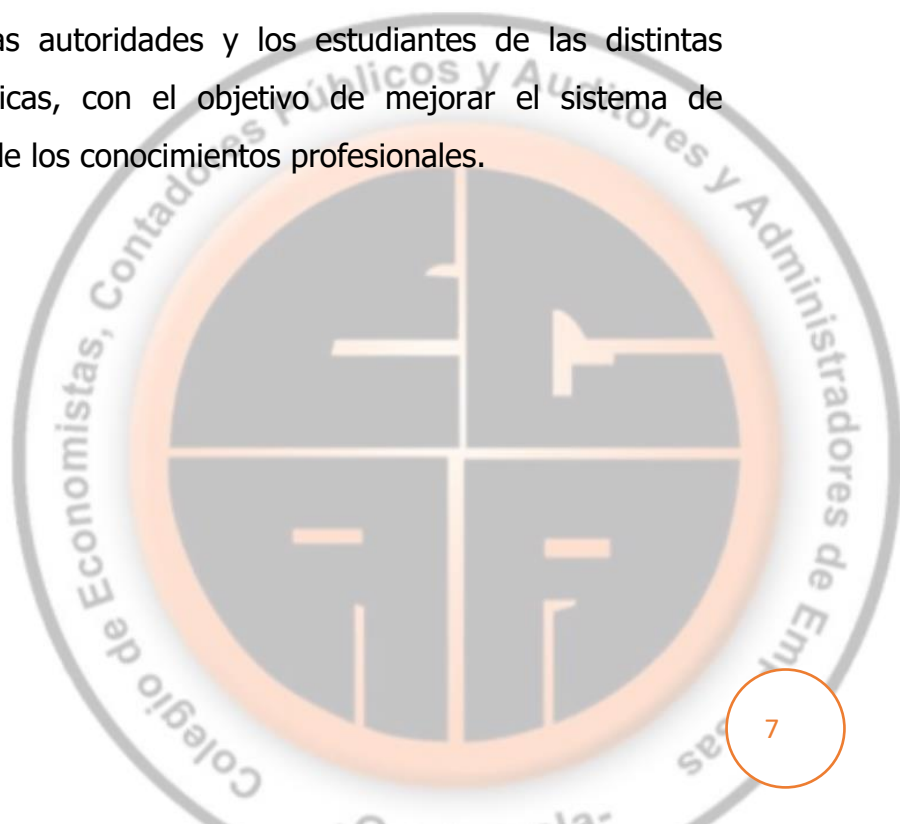 as autoridades y los estudiantes de las distintas
icas, con el objetivo de mejorar el sistema de
de los conocimientos profesionales.
Colegio de Economistas, Contadores Públicos y Auditores y Administradores de
7